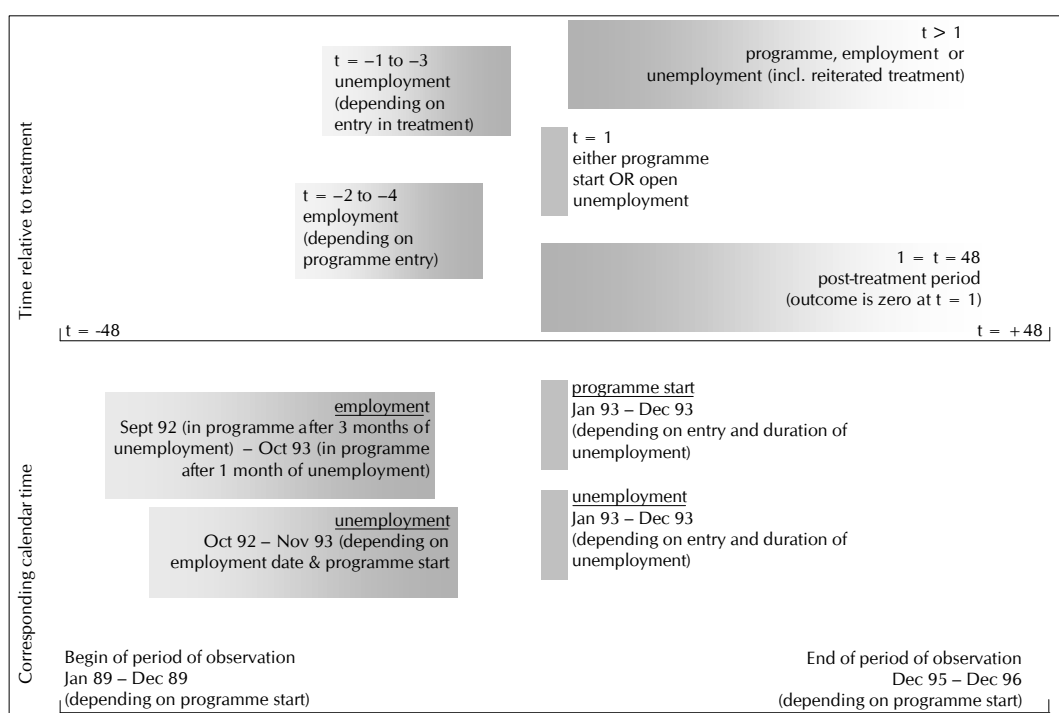 Time relative to treatment
t = −1 to −3
unemployment
(depending on
entry in treatment)
t > 1
programme, employment or
unemployment (incl. reiterated treatment)
t = 1
either programme
start OR open
unemployment
t = −2 to −4
employment
(depending on
programme entry)
1 = t = 48
post-treatment period
(outcome is zero at t = 1)
t = -48
t = +48
Corresponding calendar time
employment
Sept 92 (in programme after 3 months of
unemployment) – Oct 93 (in programme
after 1 month of unemployment)
programme start
Jan 93 – Dec 93
(depending on entry and duration of
unemployment)
unemployment
Oct 92 – Nov 93 (depending on
employment date & programme start
unemployment
Jan 93 – Dec 93
(depending on entry and duration of
unemployment)
Begin of period of observation
Jan 89 – Dec 89
(depending on programme start)
End of period of observation
Dec 95 – Dec 96
(depending on programme start)